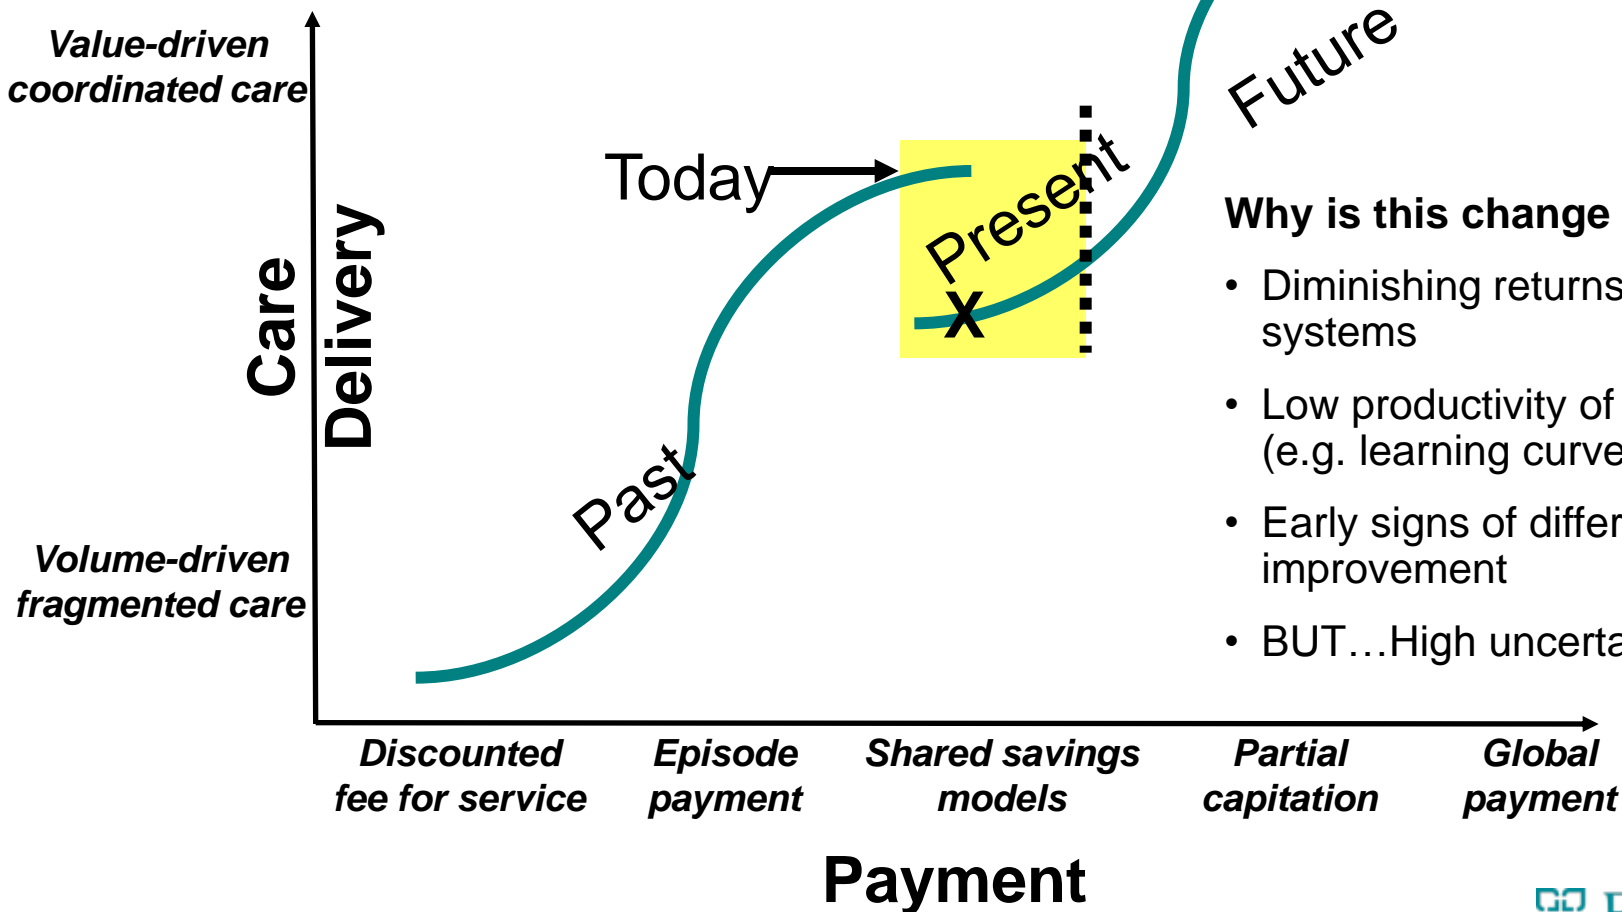 Value-driven
coordinated care
Future
Today
Present
X
Care
Delivery
Past
Volume-driven
fragmented care
Why is this change
• Diminishing returns
systems
• Low productivity of
(e.g. learning curve
• Early signs of
improvement
• BUT…High
Discounted
fee for service
Episode
payment
Shared savings
models
Partial
capitation
Global
payment
Payment